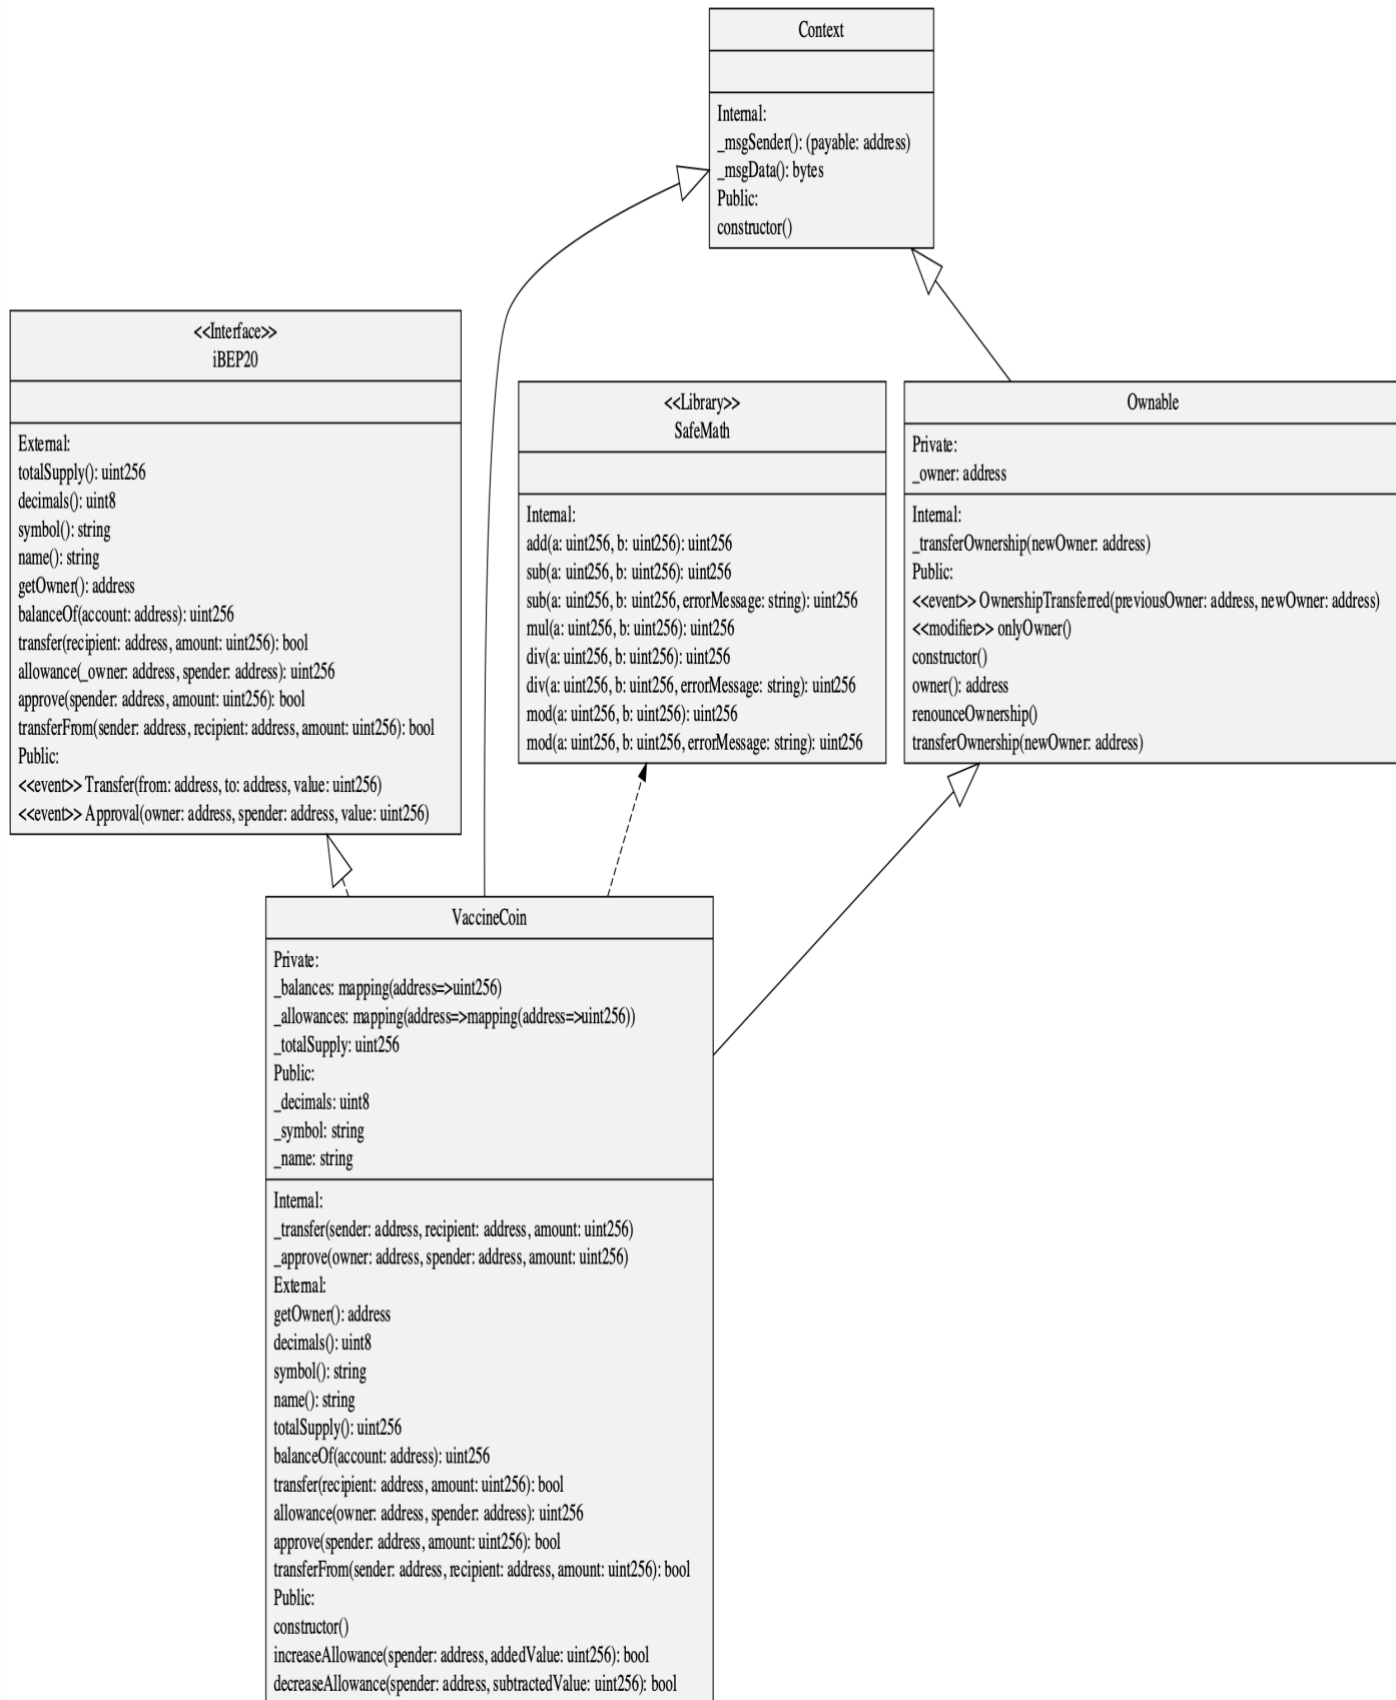 Context
Internal:
_msgSender(): (payable: address)
_msgData(): bytes
Public:
constructor()
<<Interface>>
iBEP20
External:
totalSupply(): uint256
decimals(): uint8
symbol(): string
name(): string
getOwner(): address
balanceOf(account: address): uint256
transfer(recipient: address, amount: uint256): bool
allowance(_owner: address, spender: address): uint256
approve(spender: address, amount: uint256): bool
transferFrom(sender: address, recipient: address, amount: uint256): bool
Public:
<<event>> Transfer(from: address, to: address, value: uint256)
<<event>> Approval(owner: address, spender: address, value: uint256)
<<Library>>
SafeMath
Internal:
add(a: uint256, b: uint256): uint256
sub(a: uint256, b: uint256): uint256
sub(a: uint256, b: uint256, errorMessage: string): uint256
mul(a: uint256, b: uint256): uint256
div(a: uint256, b: uint256): uint256
div(a: uint256, b: uint256, errorMessage: string): uint256
mod(a: uint256, b: uint256): uint256
mod(a: uint256, b: uint256, errorMessage: string): uint256
Ownable
Private:
_owner: address
Internal:
_transferOwnership(newOwner: address)
Public:
<<event>> OwnershipTransferred(previousOwner: address, newOwner: address)
<<modifier>> onlyOwner()
constructor()
owner(): address
renounceOwnership()
transferOwnership(newOwner: address)
VaccineCoin
Private:
_balances: mapping(address=>uint256)
_allowances: mapping(address=>mapping(address=>uint256))
_totalSupply: uint256
Public:
_decimals: uint8
_symbol: string
_name: string
Internal:
_transfer(sender: address, recipient: address, amount: uint256)
_approve(owner: address, spender: address, amount: uint256)
External:
getOwner(): address
decimals(): uint8
symbol(): string
name(): string
totalSupply(): uint256
balanceOf(account: address): uint256
transfer(recipient: address, amount: uint256): bool
allowance(owner: address, spender: address): uint256
approve(spender: address, amount: uint256): bool
transferFrom(sender: address, recipient: address, amount: uint256): bool
Public:
constructor()
increaseAllowance(spender: address, addedValue: uint256): bool
decreaseAllowance(spender: address, subtractedValue: uint256): bool